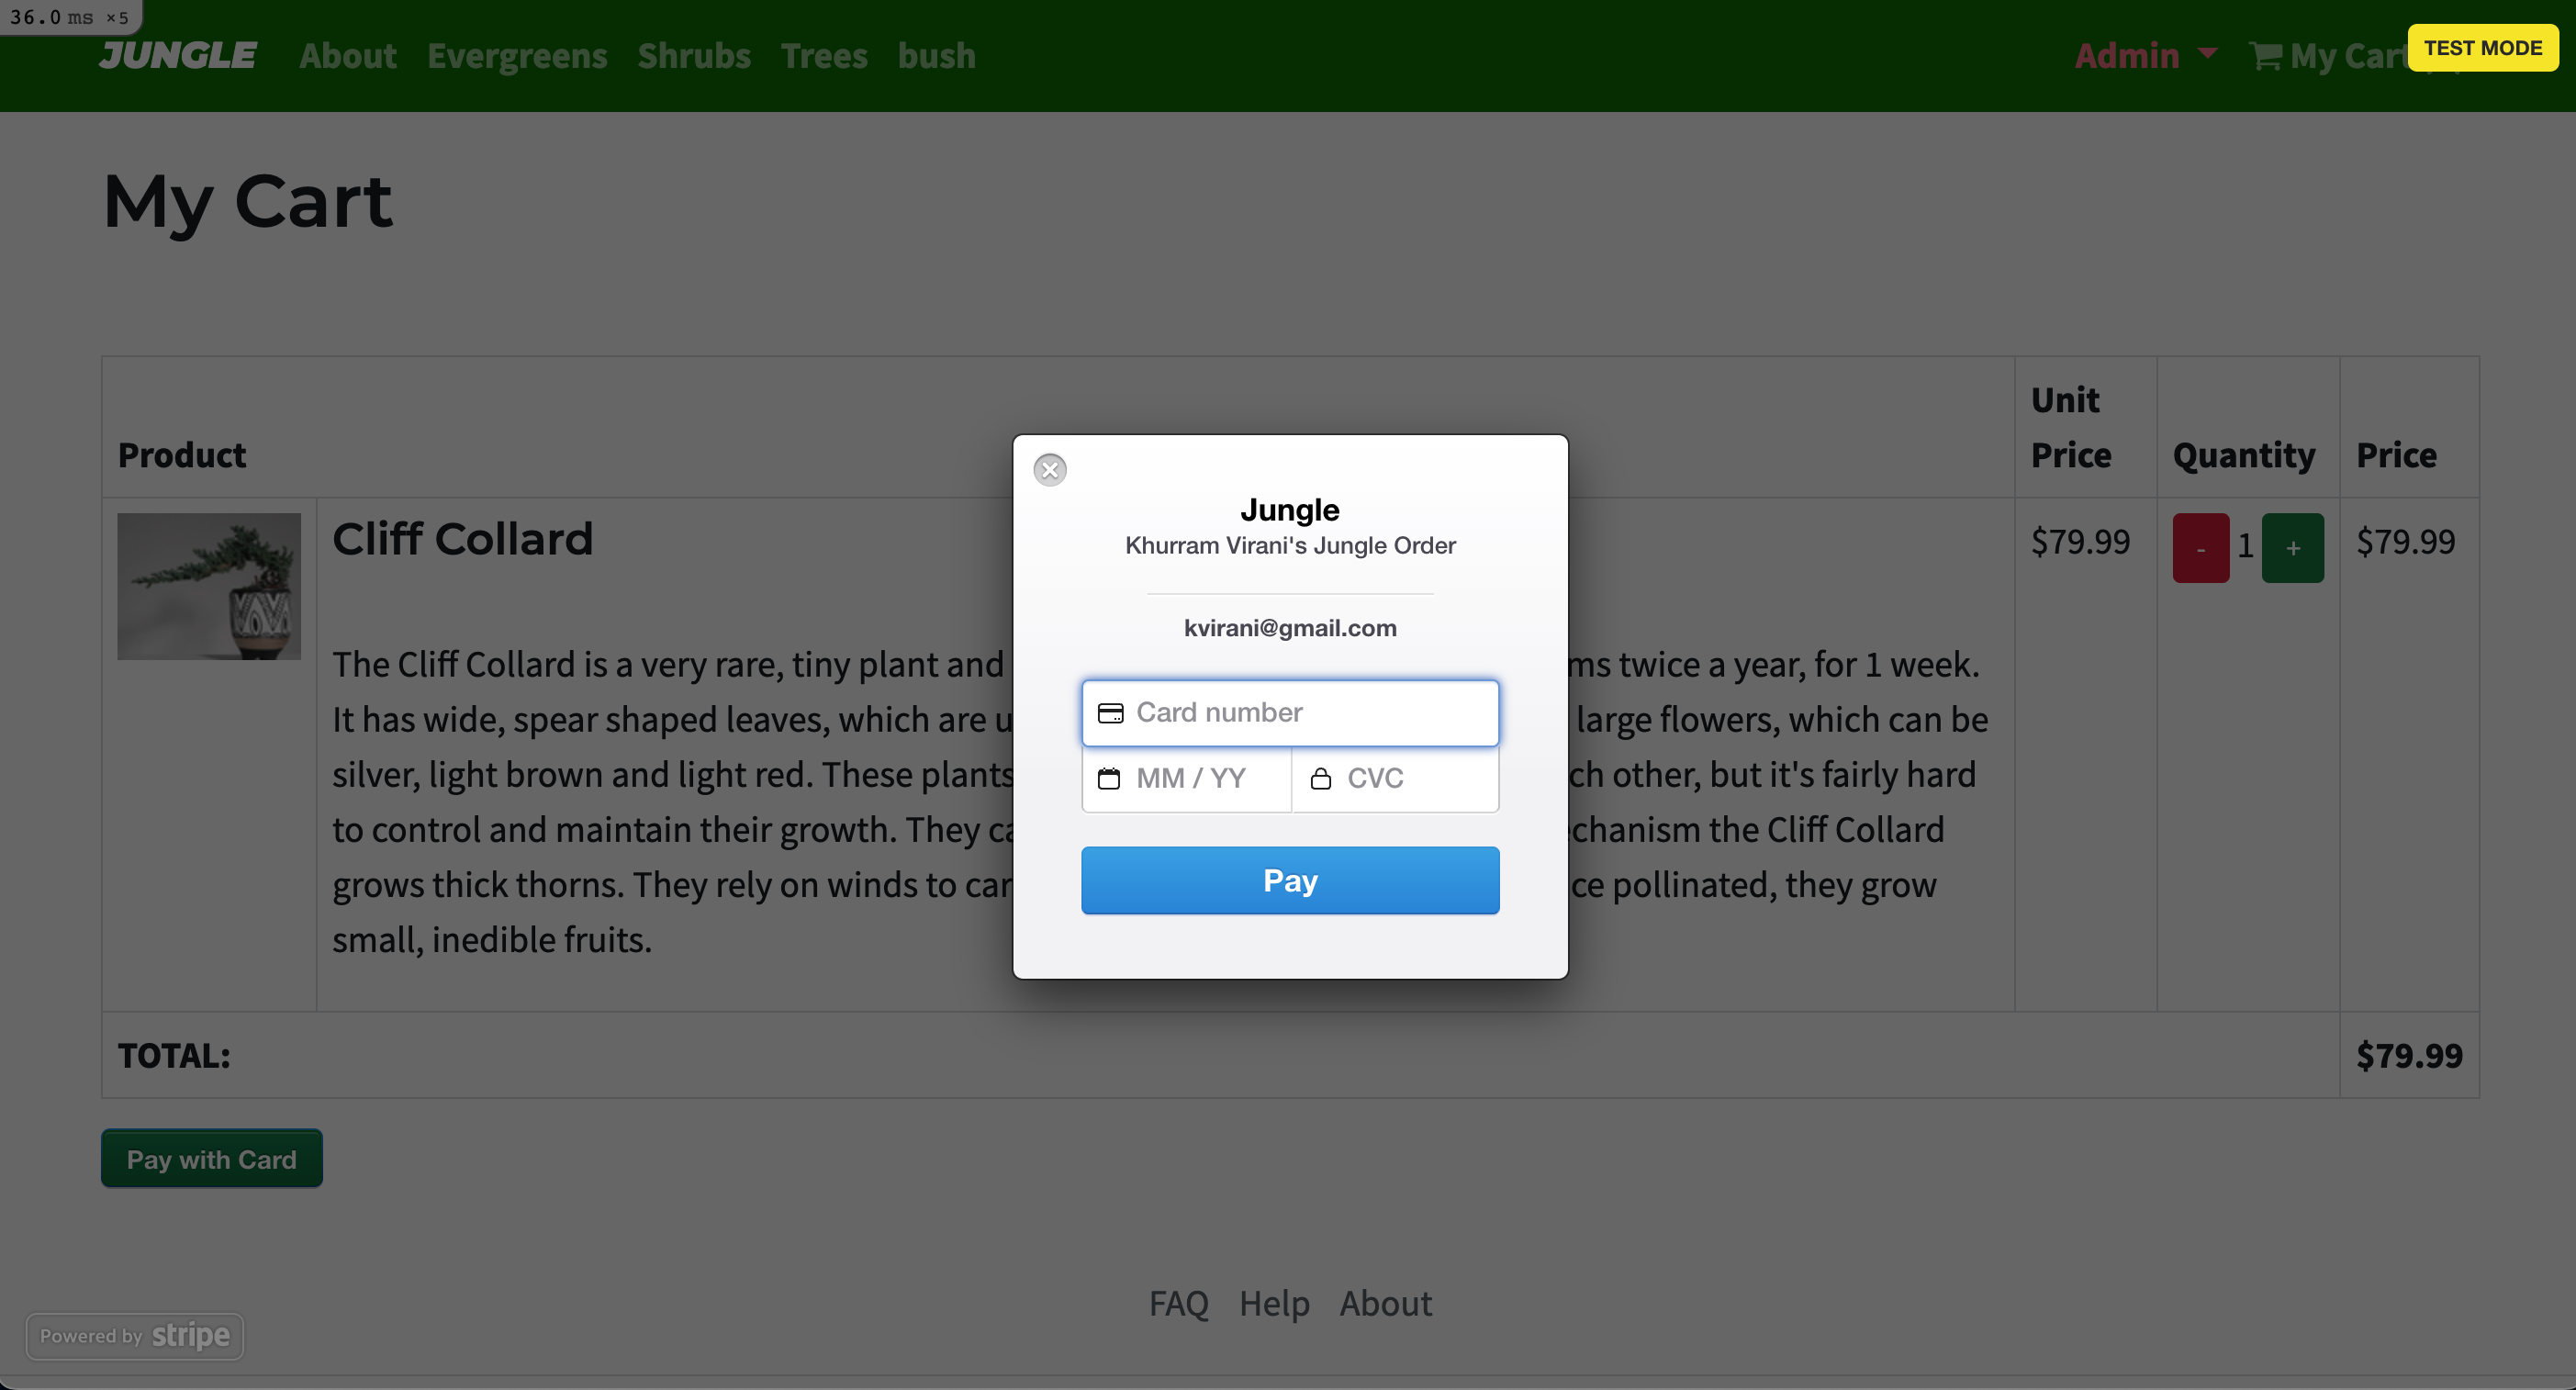 36.0 ms ×5
JUNGLE About Evergreens Shrubs Trees bush Admin My Cart TEST MODE
My Cart
Product Unit Price Quantity Price
Cliff Collard $79.99 - 1 + $79.99
The Cliff Collard is a very rare, tiny plant and ms twice a year, for 1 week.
It has wide, spear shaped leaves, which are u large flowers, which can be
silver, light brown and light red. These plants ch other, but it's fairly hard
to control and maintain their growth. They ca chanism the Cliff Collard
grows thick thorns. They rely on winds to car ce pollinated, they grow
small, inedible fruits.
Jungle
Khurram Virani's Jungle Order
kvirani@gmail.com
Card number
MM / YY CVC
Pay
TOTAL: $79.99
Pay with Card
FAQ Help About
Powered by stripe